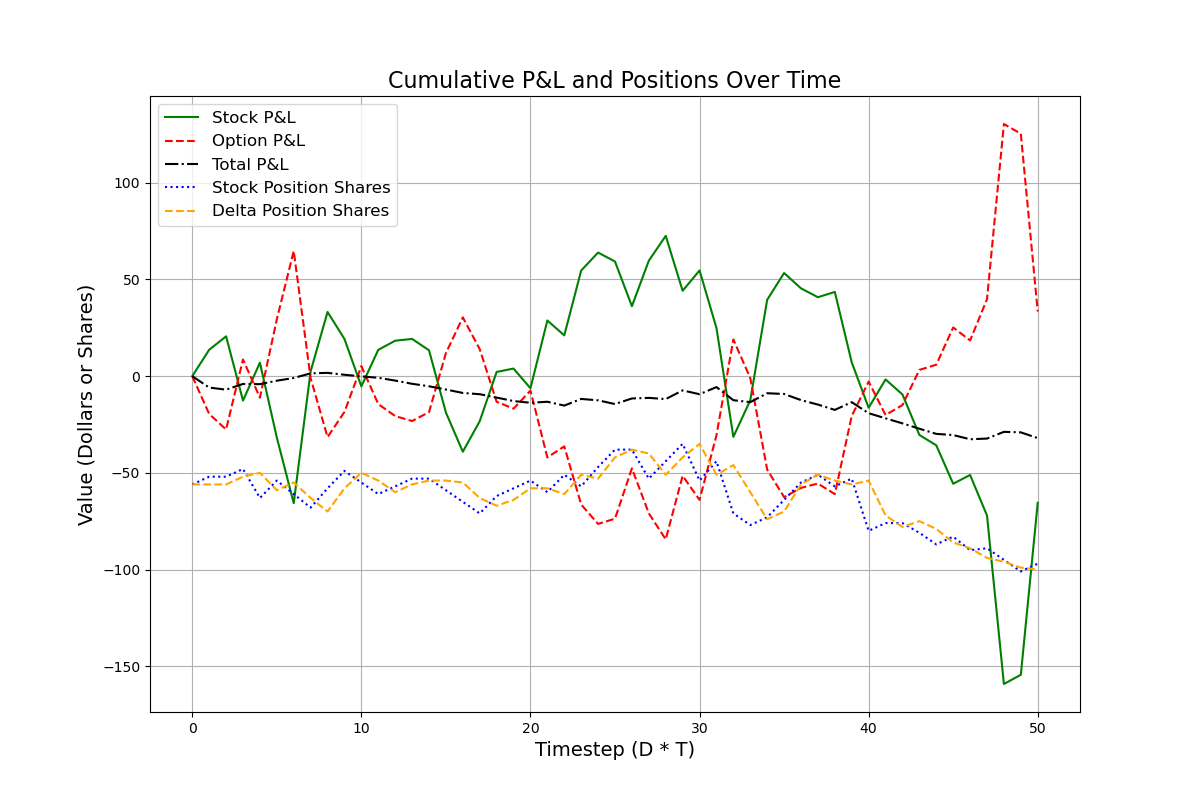 Cumulative P&L and Positions Over Time
Stock P&L
Option P&L
Total P&L
Stock Position Shares
Delta Position Shares
Value (Dollars or Shares)
100
50
0
−50
−100
−150
0 10 20 30 40 50
Timestep (D * T)